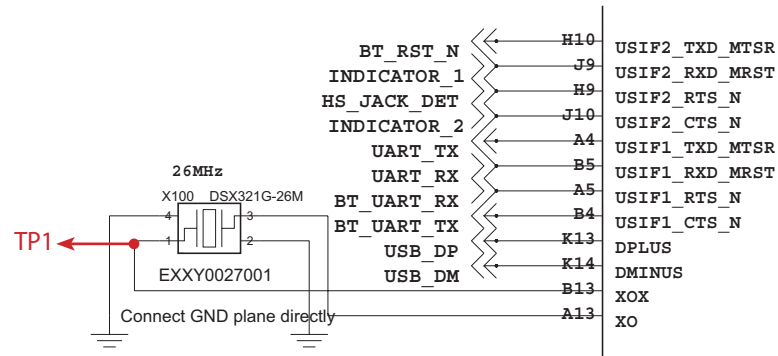 BT_RST_N H10 USIF2_TXD_MTSR
INDICATOR_1 J9 USIF2_RXD_MRST
HS_JACK_DET H9 USIF2_RTS_N
INDICATOR_2 J10 USIF2_CTS_N
UART_TX A4 USIF1_TXD_MTSR
UART_RX B5 USIF1_RXD_MRST
BT_UART_RX A5 USIF1_RTS_N
BT_UART_TX B4 USIF1_CTS_N
USB_DP K13 DPLUS
USB_DM K14 DMINUS
B13 XOX
A13 XO
26MHz
X100 DSX321G-26M
4 3
1 2
TP1
EXXY0027001
Connect GND plane directly